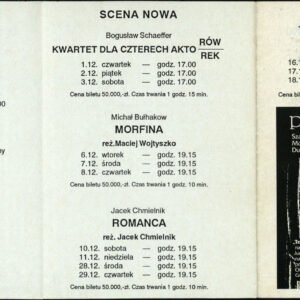 SCENA NOWA
Bogusław Schaeffer
KWARTET DLA CZTERECH AKTO RÓW/REK
1.12. czwartek — godz. 17.00
2.12. piątek — godz. 17.00
3.12. sobota — godz. 17.00
Cena biletu 50.000,-zł. Czas trwania 1 godz. 15 min.
Michał Bułhakow
MORFINA
reż.Maciej Wojtyszko
6.12. wtorek — godz. 19.15
7.12. środa — godz. 19.15
8.12. czwartek — godz. 19.15
Cena biletu 50.000,-zł. Czas trwania 1 godz.
Jacek Chmielnik
ROMANCA
reż. Jacek Chmielnik
10.12. sobota — godz. 19.15
11.12. niedziela — godz. 19.15
28.12. środa — godz. 19.15
29.12. czwartek — godz. 19.15
Cena biletu 50.000,-zł. Czas trwania 1 godz. 10 min.
16.1
17.1
18.1
Cena bil